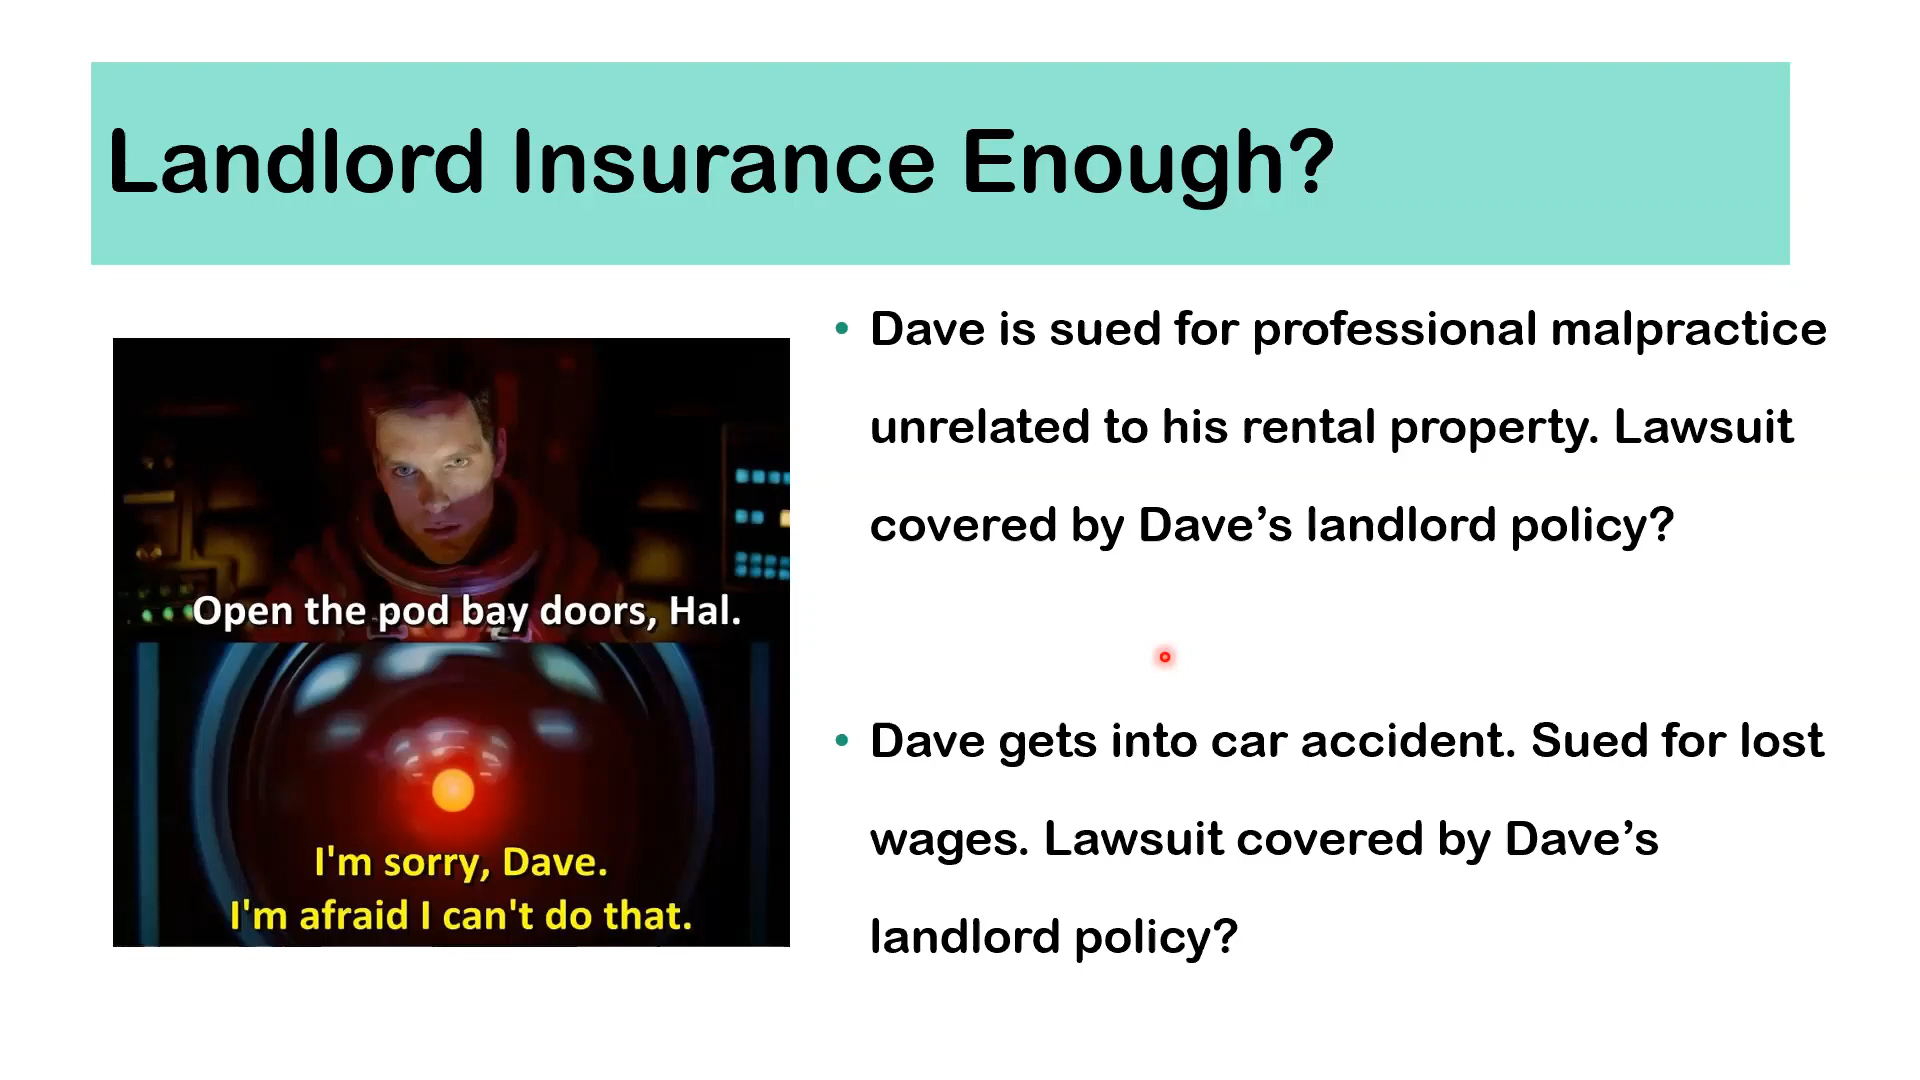 Landlord Insurance Enough?
Open the pod bay doors, Hal.
I'm sorry, Dave.
I'm afraid I can't do that.
• Dave is sued for professional malpractice
unrelated to his rental property. Lawsuit
covered by Dave’s landlord policy?
• Dave gets into car accident. Sued for lost
wages. Lawsuit covered by Dave’s
landlord policy?